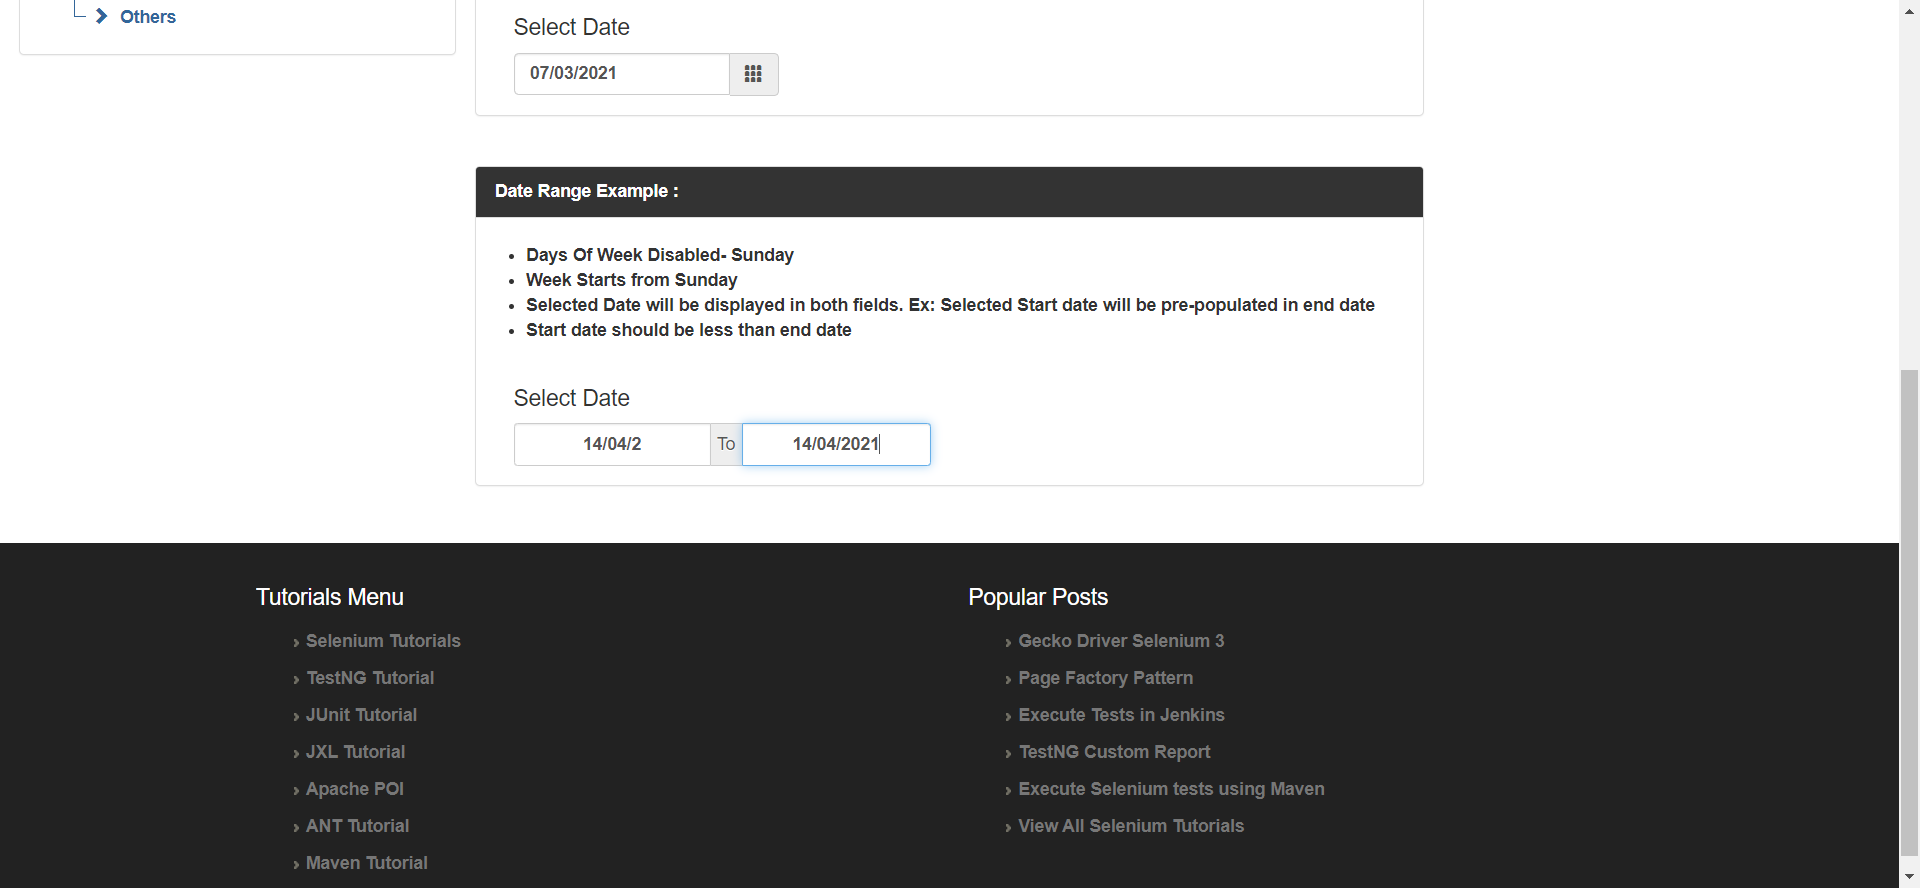 Others
Select Date
07/03/2021
Date Range Example :
Days Of Week Disabled- Sunday
Week Starts from Sunday
Selected Date will be displayed in both fields. Ex: Selected Start date will be pre-populated in end date
Start date should be less than end date
Select Date
14/04/2 To 14/04/2021
Tutorials Menu
Selenium Tutorials
TestNG Tutorial
JUnit Tutorial
JXL Tutorial
Apache POI
ANT Tutorial
Maven Tutorial
Popular Posts
Gecko Driver Selenium 3
Page Factory Pattern
Execute Tests in Jenkins
TestNG Custom Report
Execute Selenium tests using Maven
View All Selenium Tutorials